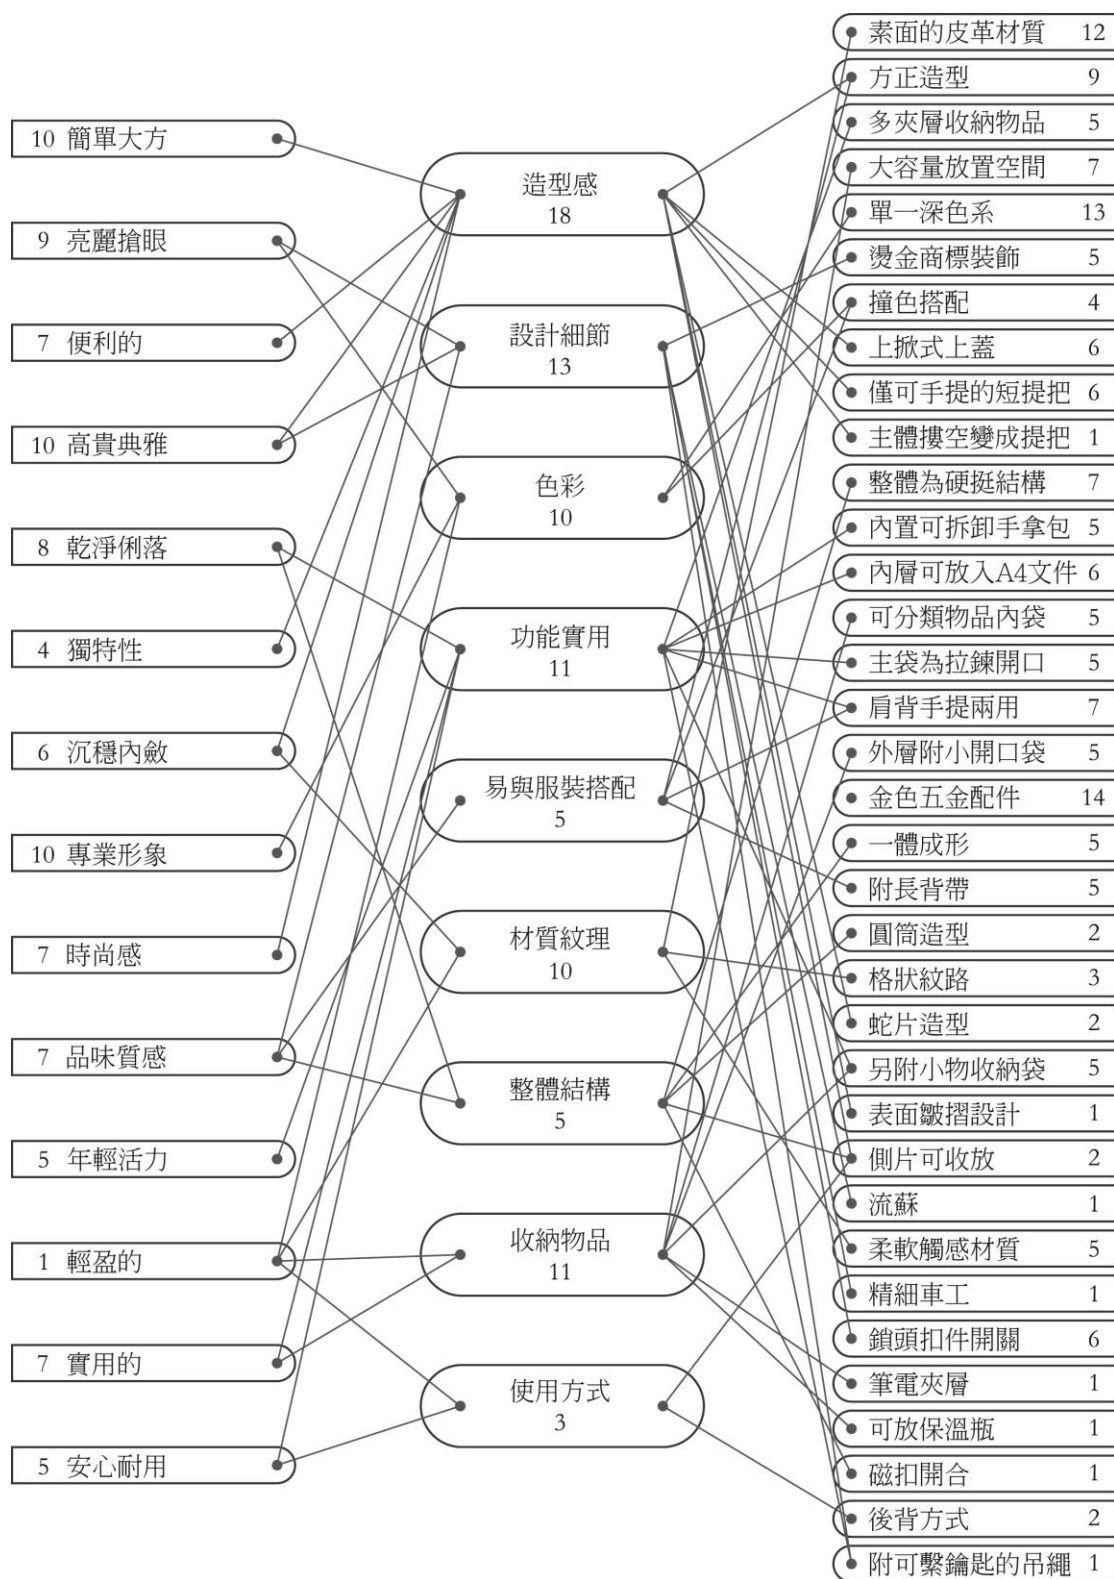 10 簡單大方
9 亮麗搶眼
7 便利的
10 高貴典雅
8 乾淨俐落
4 獨特性
6 沉穩內斂
10 專業形象
7 時尚感
7 品味質感
5 年輕活力
1 輕盈的
7 實用的
5 安心耐用
造型感
18
設計細節
13
色彩
10
功能實用
11
易與服裝搭配
5
材質紋理
10
整體結構
5
收納物品
11
使用方式
3
素面的皮革材質 12
方正造型 9
多夾層收納物品 5
大容量放置空間 7
單一深色系 13
燙金商標裝飾 5
撞色搭配 4
上掀式上蓋 6
僅可手提的短提把 6
主體摟空變成提把 1
整體為硬挺結構 7
內置可拆卸手拿包 5
內層可放入A4文件 6
可分類物品內袋 5
主袋為拉鍊開口 5
肩背手提兩用 7
外層附小開口袋 5
金色五金配件 14
一體成形 5
附長背帶 5
圓筒造型 2
格狀紋路 3
蛇片造型 2
另附小物收納袋 5
表面皺摺設計 1
側片可收放 2
流蘇 1
柔軟觸感材質 5
精細車工 1
鎖頭扣件開關 6
筆電夾層 1
可放保溫瓶 1
磁扣開合 1
後背方式 2
附可繫鑰匙的吊繩 1